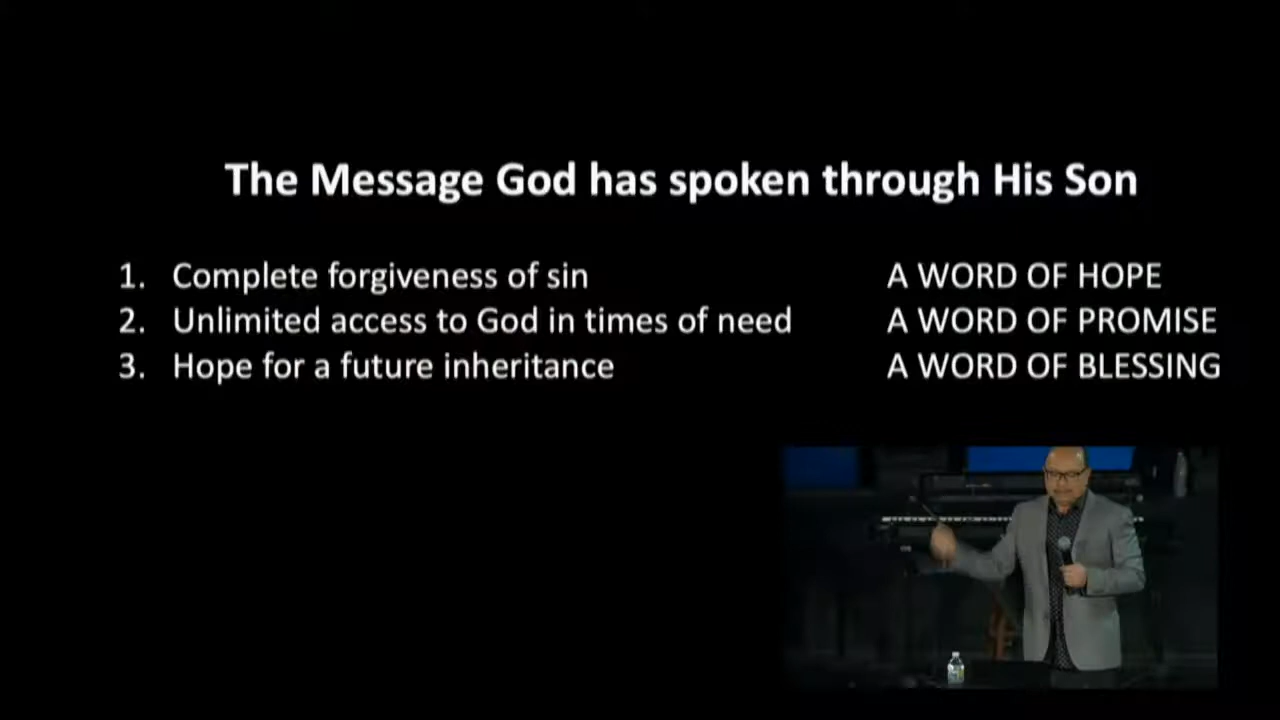 The Message God has spoken through His Son
1. Complete forgiveness of sin A WORD OF HOPE
2. Unlimited access to God in times of need A WORD OF PROMISE
3. Hope for a future inheritance A WORD OF BLESSING